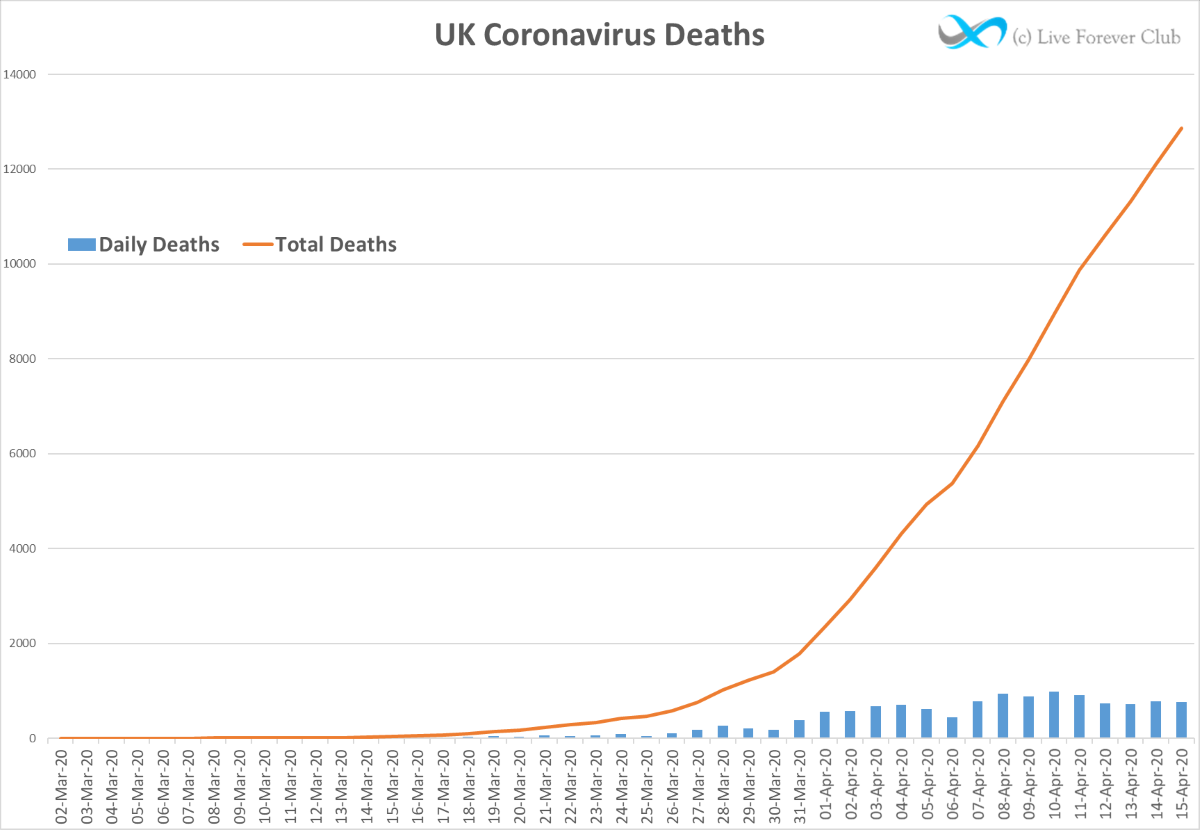 UK Coronavirus Deaths
(c) Live Forever Club
14000
12000
10000
8000
6000
4000
2000
0
Daily Deaths
Total Deaths
02-Mar-20
03-Mar-20
04-Mar-20
05-Mar-20
06-Mar-20
07-Mar-20
08-Mar-20
09-Mar-20
10-Mar-20
11-Mar-20
12-Mar-20
13-Mar-20
14-Mar-20
15-Mar-20
16-Mar-20
17-Mar-20
18-Mar-20
19-Mar-20
20-Mar-20
21-Mar-20
22-Mar-20
23-Mar-20
24-Mar-20
25-Mar-20
26-Mar-20
27-Mar-20
28-Mar-20
29-Mar-20
30-Mar-20
31-Mar-20
01-Apr-20
02-Apr-20
03-Apr-20
04-Apr-20
05-Apr-20
06-Apr-20
07-Apr-20
08-Apr-20
09-Apr-20
10-Apr-20
11-Apr-20
12-Apr-20
13-Apr-20
14-Apr-20
15-Apr-20